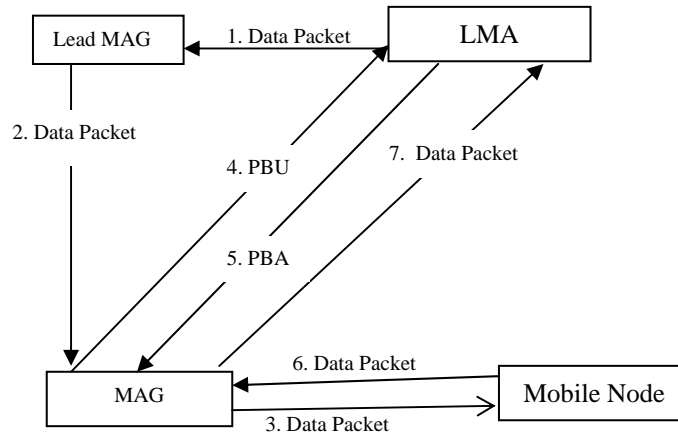 Lead MAG
1. Data Packet
LMA
2. Data Packet
7. Data Packet
4. PBU
5. PBA
6. Data Packet
MAG
Mobile Node
3. Data Packet